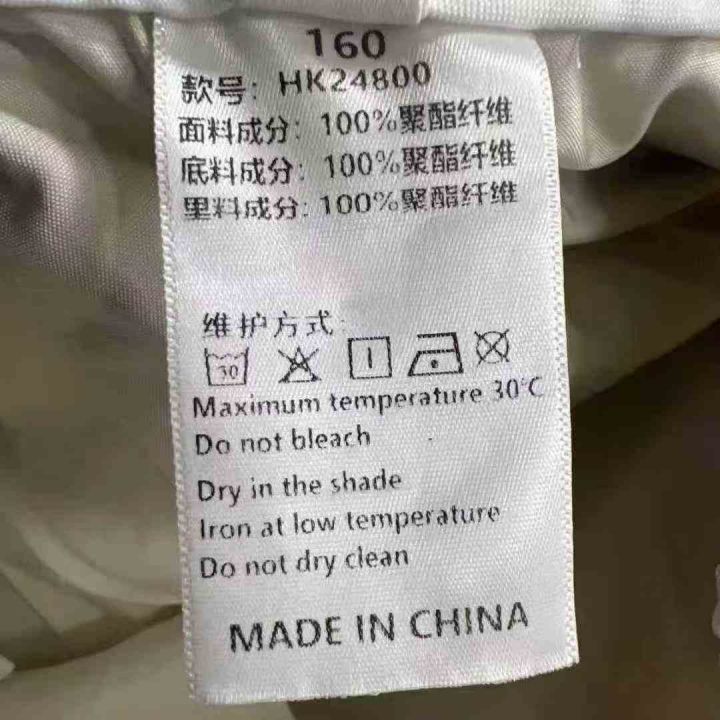 160
款号: HK24800
面料成分: 100%聚酯纤维
底料成分: 100%聚酯纤维
里料成分: 100%聚酯纤维
维护方式:
30
Maximum temperature 30°C
Do not bleach
Dry in the shade
Iron at low temperature
Do not dry clean
MADE IN CHINA